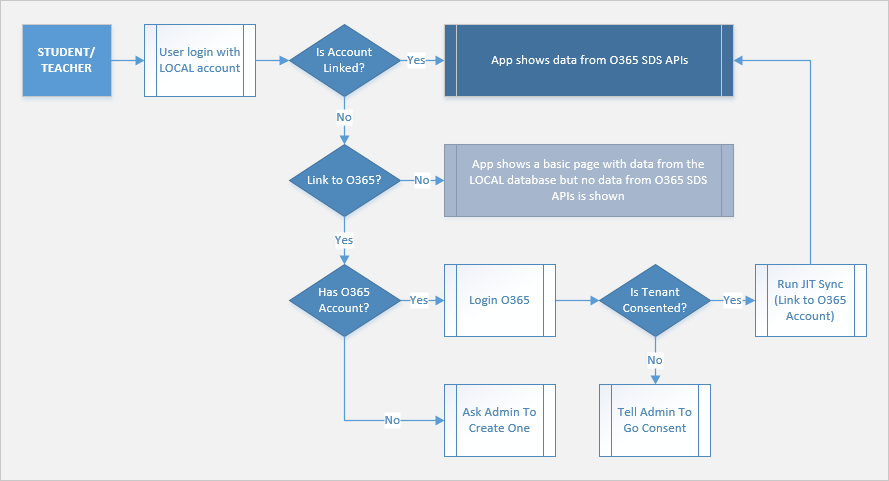 STUDENT/
TEACHER
User login with
LOCAL account
Is Account
Linked?
Yes
App shows data from O365 SDS APIs
No
Link to O365?
No
App shows a basic page with data from the
LOCAL database but no data from O365 SDS
APIs is shown
Yes
Has O365
Account?
Yes
Login O365
Is Tenant
Consented?
Yes
Run JIT Sync
(Link to O365
Account)
No
No
Ask Admin To
Create One
Tell Admin To
Go Consent